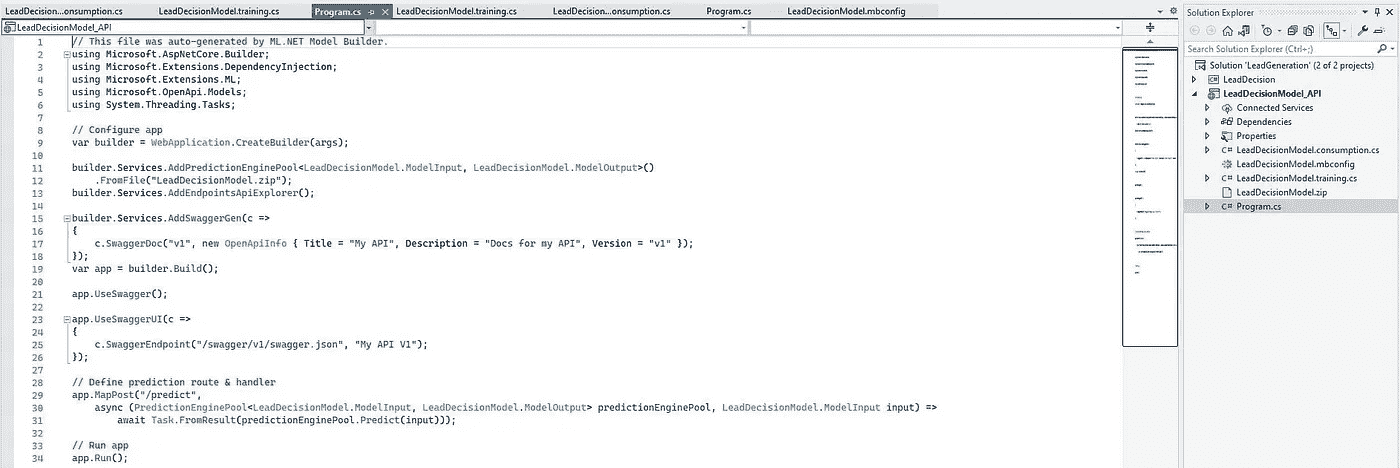 LeadDecision...onsumption.cs LeadDecisionModel.training.cs Program.cs LeadDecisionModel.training.cs LeadDecision...onsumption.cs Program.cs LeadDecisionModel.mbconfig
LeadDecisionModel_API
1 // This file was auto-generated by ML.NET Model Builder.
2 using Microsoft.AspNetCore.Builder;
3 using Microsoft.Extensions.DependencyInjection;
4 using Microsoft.Extensions.ML;
5 using Microsoft.OpenApi.Models;
6 using System.Threading.Tasks;
7
8 // Configure app
9 var builder = WebApplication.CreateBuilder(args);
10
11 builder.Services.AddPredictionEnginePool<LeadDecisionModel.ModelInput, LeadDecisionModel.ModelOutput>()
12 .FromFile("LeadDecisionModel.zip");
13 builder.Services.AddEndpointsApiExplorer();
14
15 builder.Services.AddSwaggerGen(c =>
16 {
17 c.SwaggerDoc("v1", new OpenApiInfo { Title = "My API", Description = "Docs for my API", Version = "v1" });
18 });
19 var app = builder.Build();
20
21 app.UseSwagger();
22
23 app.UseSwaggerUI(c =>
24 {
25 c.SwaggerEndpoint("/swagger/v1/swagger.json", "My API V1");
26 });
27
28 // Define prediction route & handler
29 app.MapPost("/predict",
30 async (PredictionEnginePool<LeadDecisionModel.ModelInput, LeadDecisionModel.ModelOutput> predictionEnginePool, LeadDecisionModel.ModelInput input) =>
31 await Task.FromResult(predictionEnginePool.Predict(input)));
32
33 // Run app
34 app.Run();
Solution Explorer
Search Solution Explorer (Ctrl+;)
Solution 'LeadGeneration' (2 of 2 projects)
LeadDecision
LeadDecisionModel_API
Connected Services
Dependencies
Properties
C# LeadDecisionModel.consumption.cs
LeadDecisionModel.mbconfig
C# LeadDecisionModel.training.cs
LeadDecisionModel.zip
C# Program.cs